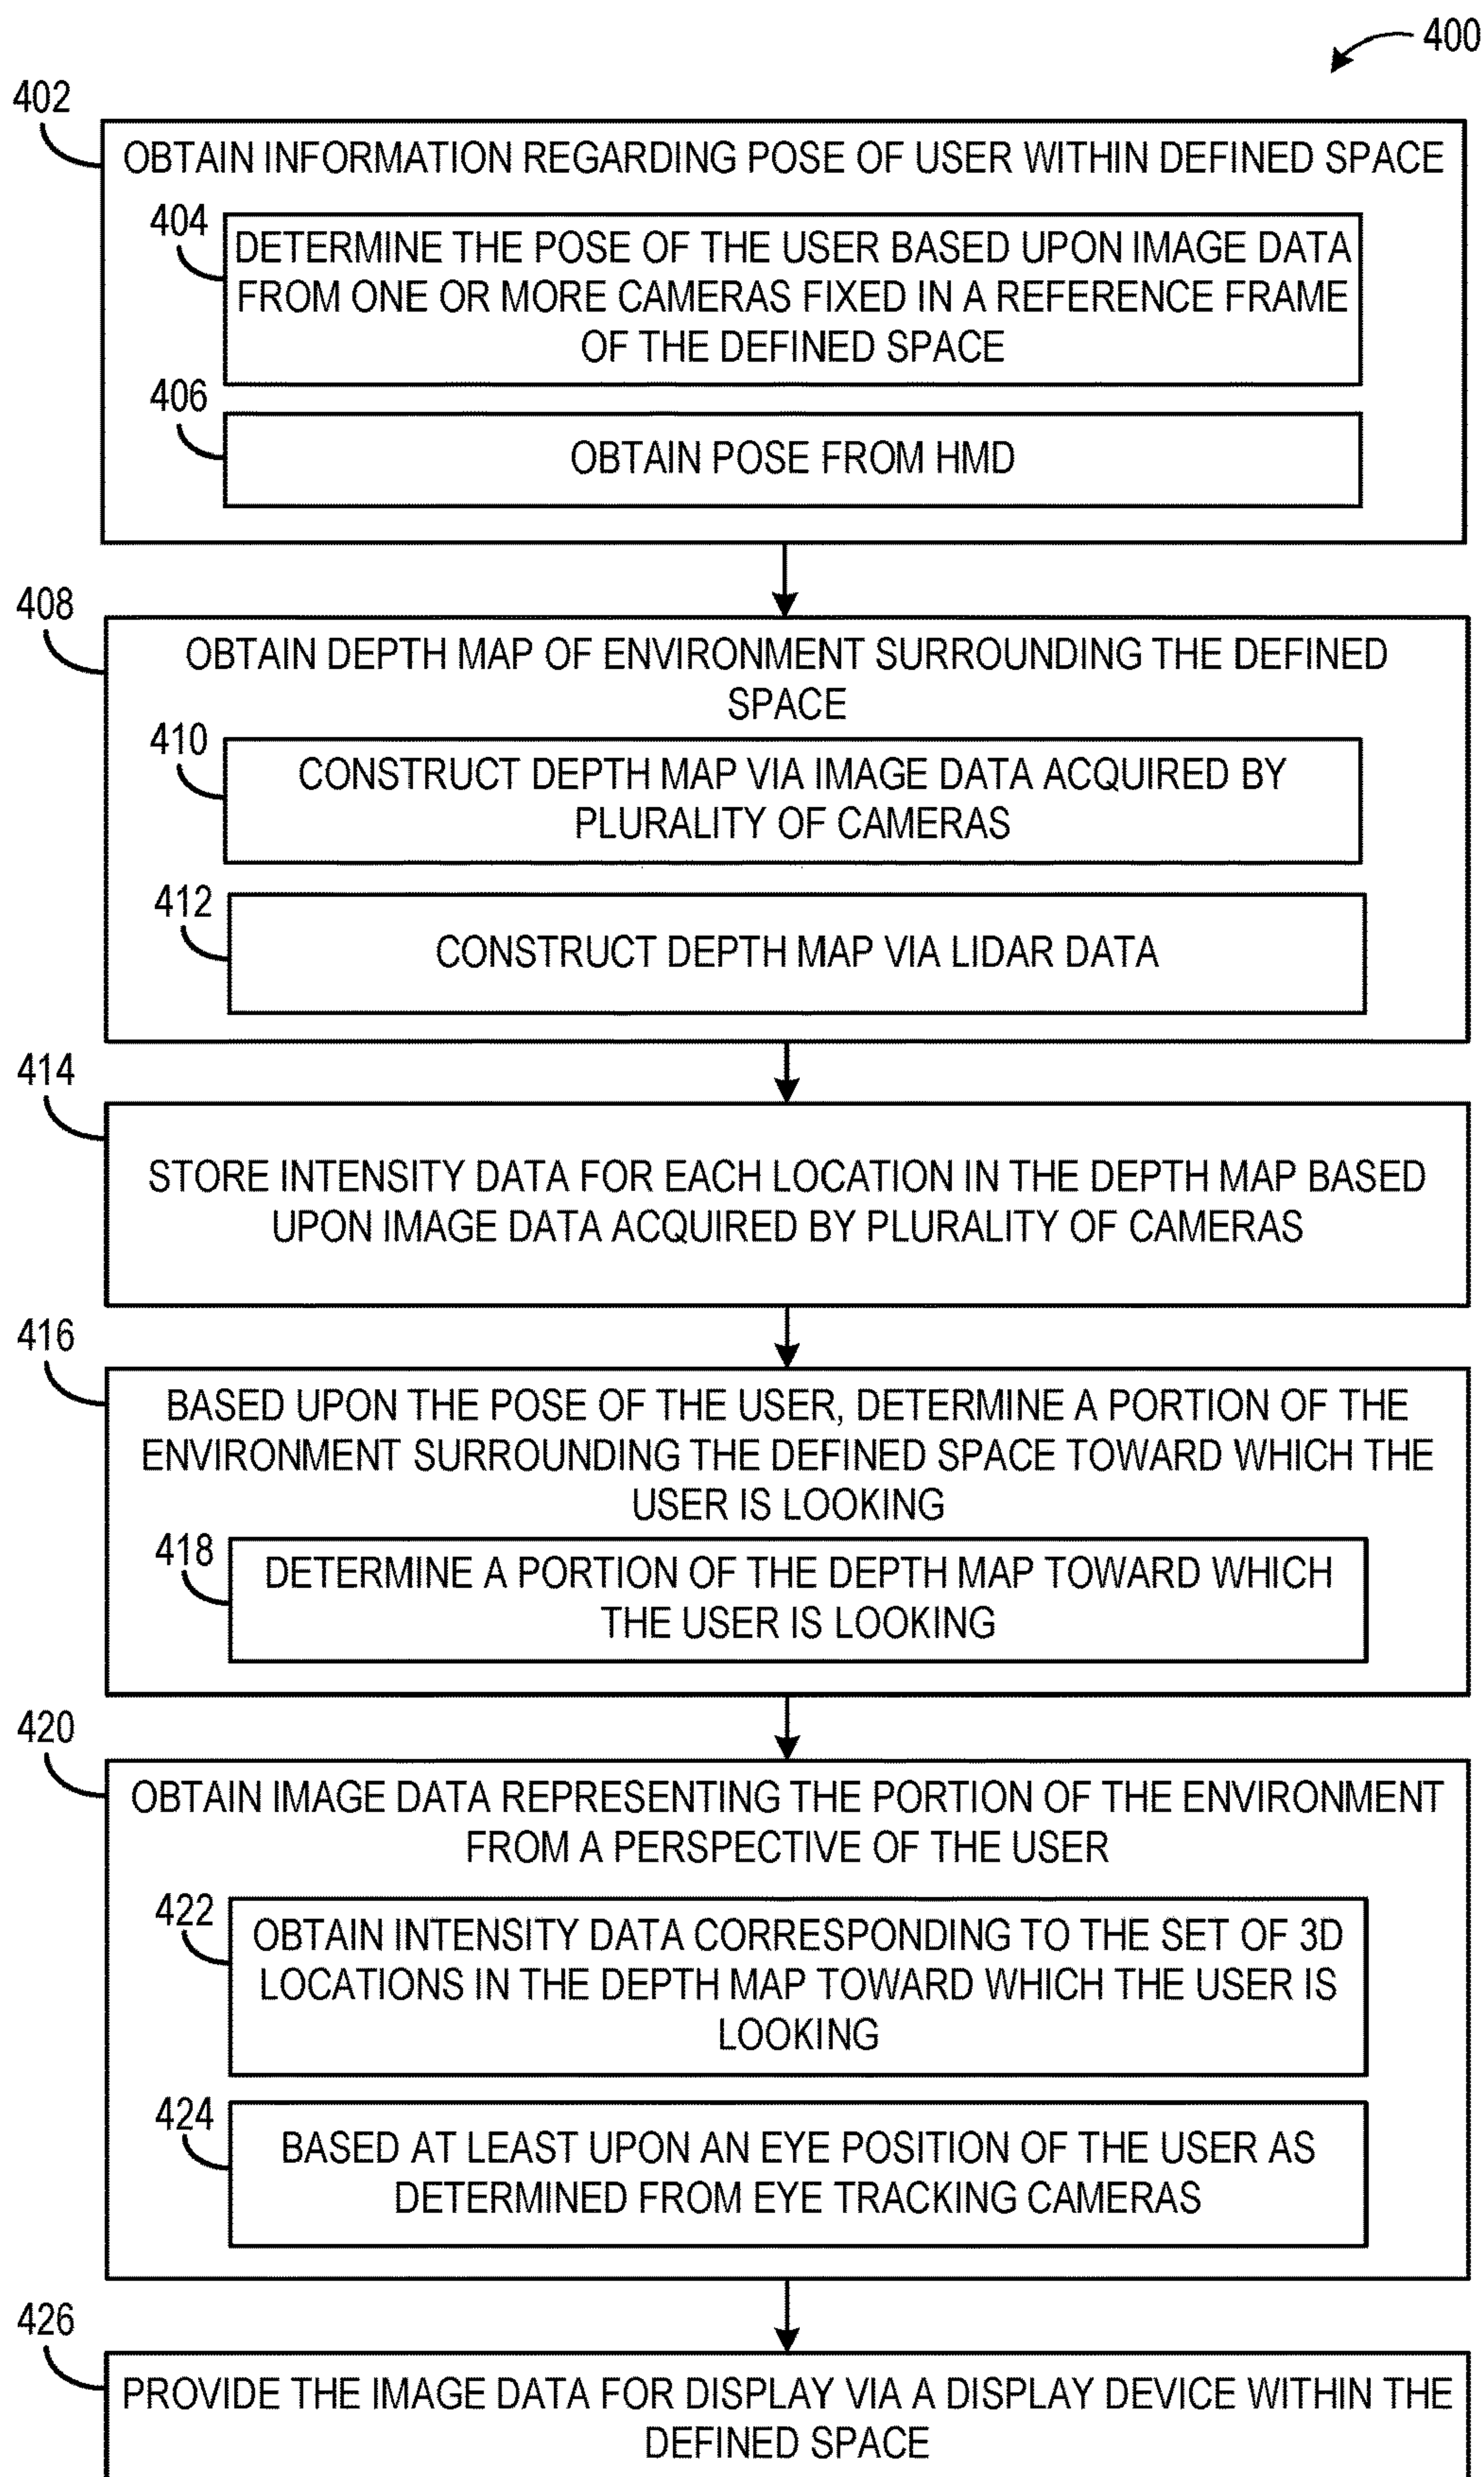 400
402
OBTAIN INFORMATION REGARDING POSE OF USER WITHIN DEFINED SPACE
404
DETERMINE THE POSE OF THE USER BASED UPON IMAGE DATA
FROM ONE OR MORE CAMERAS FIXED IN A REFERENCE FRAME
OF THE DEFINED SPACE
406
OBTAIN POSE FROM HMD
408
OBTAIN DEPTH MAP OF ENVIRONMENT SURROUNDING THE DEFINED
SPACE
410
CONSTRUCT DEPTH MAP VIA IMAGE DATA ACQUIRED BY
PLURALITY OF CAMERAS
412
CONSTRUCT DEPTH MAP VIA LIDAR DATA
414
STORE INTENSITY DATA FOR EACH LOCATION IN THE DEPTH MAP BASED
UPON IMAGE DATA ACQUIRED BY PLURALITY OF CAMERAS
416
BASED UPON THE POSE OF THE USER, DETERMINE A PORTION OF THE
ENVIRONMENT SURROUNDING THE DEFINED SPACE TOWARD WHICH THE
USER IS LOOKING
418
DETERMINE A PORTION OF THE DEPTH MAP TOWARD WHICH
THE USER IS LOOKING
420
OBTAIN IMAGE DATA REPRESENTING THE PORTION OF THE ENVIRONMENT
FROM A PERSPECTIVE OF THE USER
422
OBTAIN INTENSITY DATA CORRESPONDING TO THE SET OF 3D
LOCATIONS IN THE DEPTH MAP TOWARD WHICH THE USER IS
LOOKING
424
BASED AT LEAST UPON AN EYE POSITION OF THE USER AS
DETERMINED FROM EYE TRACKING CAMERAS
426
PROVIDE THE IMAGE DATA FOR DISPLAY VIA A DISPLAY DEVICE WITHIN THE
DEFINED SPACE